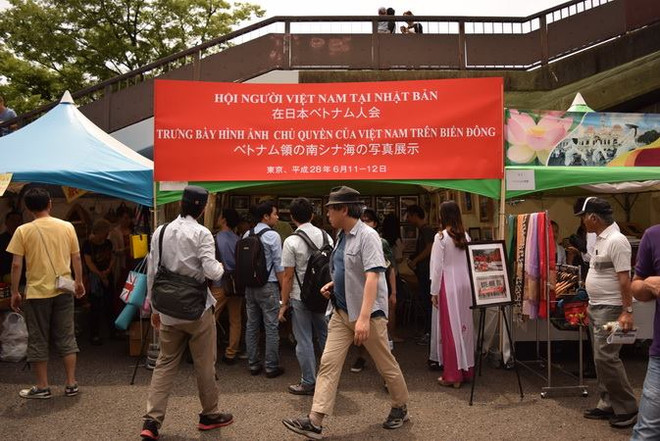 HỘI NGƯỜI VIỆT NAM TẠI NHẬT BẢN
在日ベトナム人会
TRƯNG BÀY HÌNH ẢNH CHỦ QUYỀN CỦA VIỆT NAM TRÊN BIỂN ĐÔNG
ベトナム領の南シナ海の写真展示
東京、平成28年6月11－12日